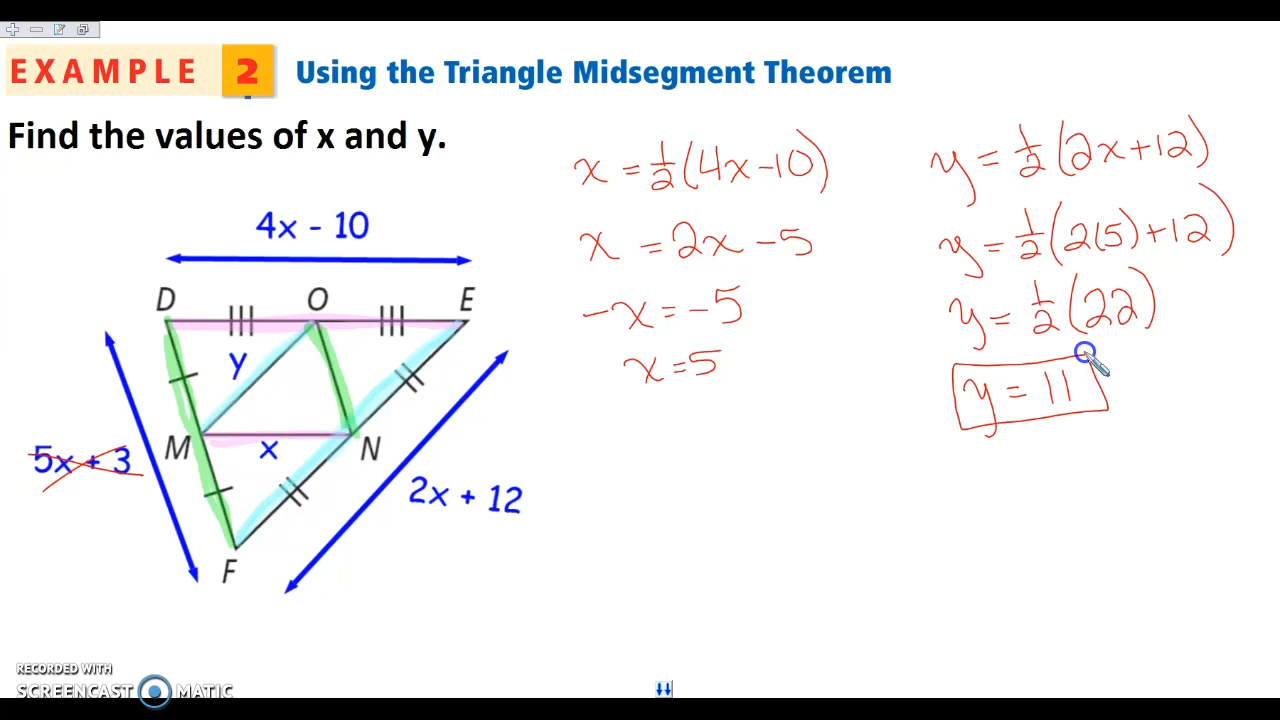 EXAMPLE 2 Using the Triangle Midsegment Theorem
Find the values of x and y.
4x - 10
D O E
y
M x N
5x + 3
2x + 12
F
x = 1/2(4x-10)
x = 2x - 5
-x = -5
x = 5
y = 1/2(2x+12)
y = 1/2(2(5)+12)
y = 1/2(22)
y = 11
RECORDED WITH
SCREENCAST MATIC